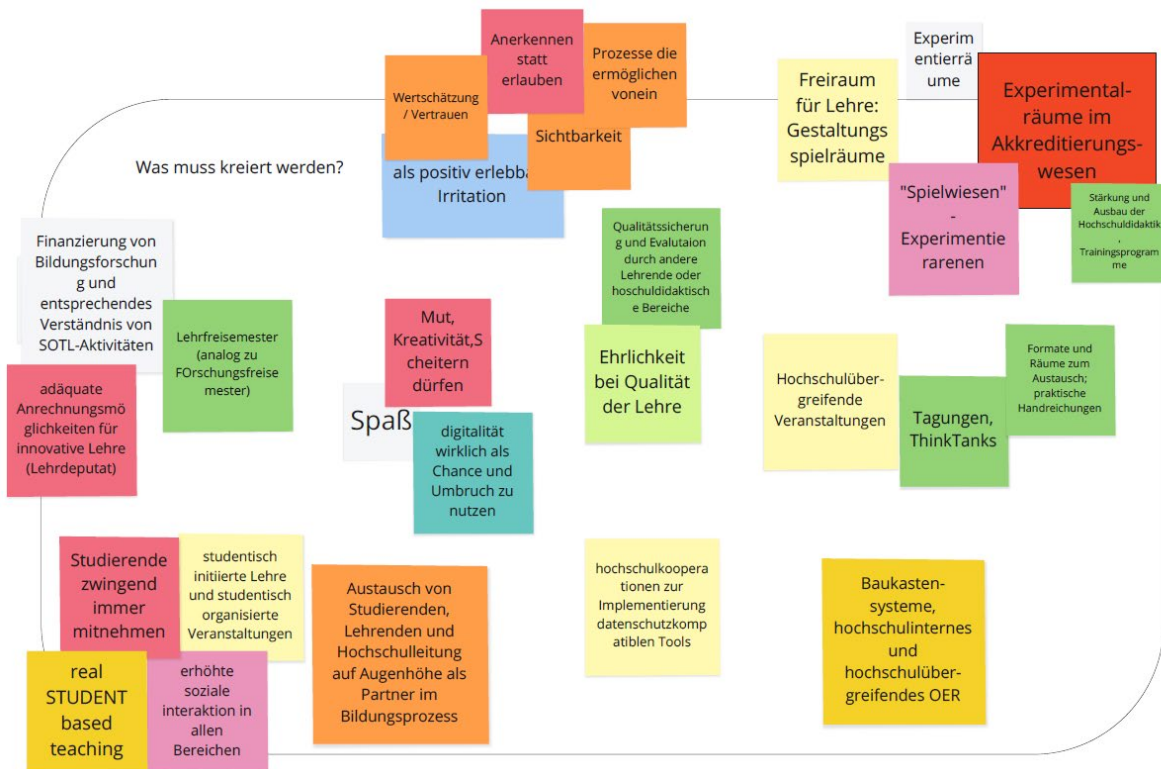 Was muss kreiert werden?
Wertschätzung
/ Vertrauen
Anerkennen
statt
erlauben
Prozesse die
ermöglichen
vonein
Sichtbarkeit
als positiv erlebba
Irritation
Freiraum
für Lehre:
Gestaltungs
spielräume
Experim
entierrä
ume
Experimental-
räume im
Akkreditierungs-
wesen
"Spielwiesen"
-
Experimentie
rarenen
Stärkung und
Ausbau der
Hochschuldidaktik
,
Trainingsprogram
me
Finanzierung von
Bildungsforschun
g und
entsprechendes
Verständnis von
SOTL-Aktivitäten
Lehrfreisemester
(analog zu
FOrschungsfreise
mester)
adäquate
Anrechnungsmö
glichkeiten für
innovative Lehre
(Lehrdeputat)
Mut,
Kreativität,S
cheitern
dürfen
Spaß
digitalität
wirklich als
Chance und
Umbruch zu
nutzen
Qualitätssicherun
g und Evalutaion
durch andere
Lehrende oder
hoschuldidaktisch
e Bereiche
Ehrlichkeit
bei Qualität
der Lehre
Hochschulüber-
greifende
Veranstaltungen
Tagungen,
ThinkTanks
Formate und
Räume zum
Austausch;
praktische
Handreichungen
Studierende
zwingend
immer
mitnehmen
studentisch
initiierte Lehre
und studentisch
organisierte
Veranstaltungen
real
STUDENT
based
teaching
erhöhte
soziale
interaktion in
allen
Bereichen
Austausch von
Studierenden,
Lehrenden und
Hochschulleitung
auf Augenhöhe als
Partner im
Bildungsprozess
hochschulkoopera
tionen zur
Implementierung
datenschutzkomp
atiblen Tools
Baukasten-
systeme,
hochschulinternes
und
hochschulüber-
greifendes OER